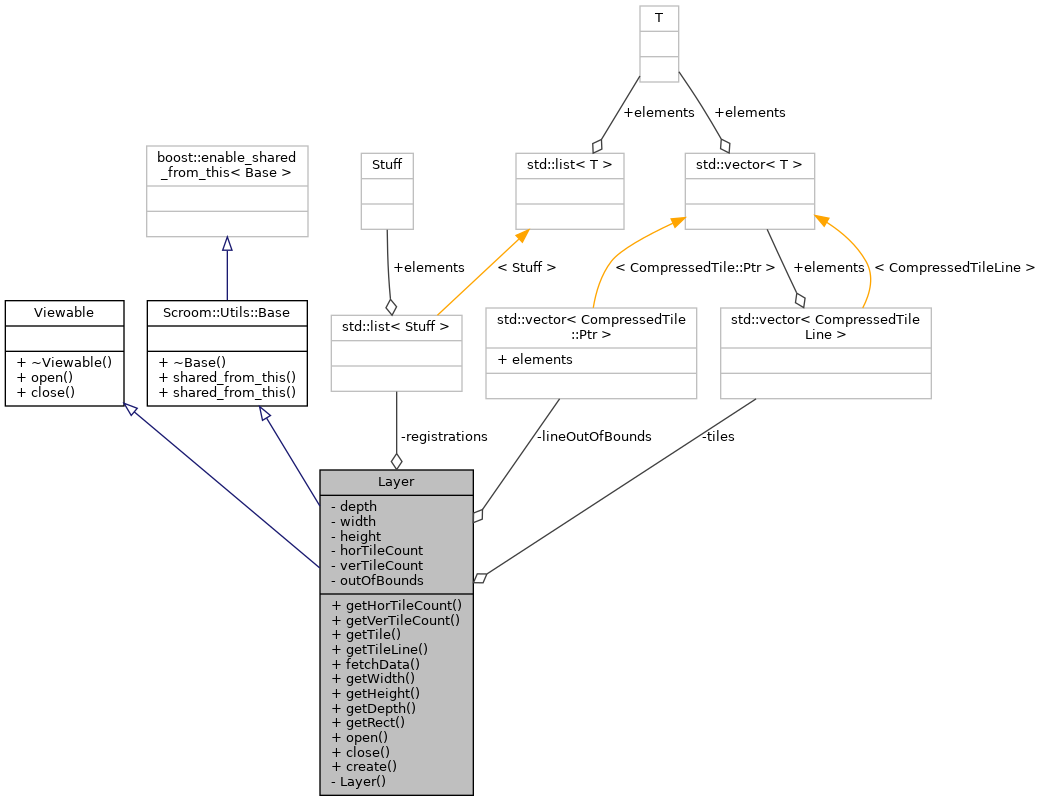 T
+elements
+elements
boost::enable_shared
_from_this< Base >
Stuff
std::list< T >
std::vector< T >
+elements
< Stuff >
< CompressedTile::Ptr >
+elements
< CompressedTileLine >
Viewable
+ ~Viewable()
+ open()
+ close()
Scroom::Utils::Base
+ ~Base()
+ shared_from_this()
+ shared_from_this()
std::list< Stuff >
std::vector< CompressedTile
::Ptr >
+ elements
std::vector< CompressedTile
Line >
-registrations
-lineOutOfBounds
-tiles
Layer
- depth
- width
- height
- horTileCount
- verTileCount
- outOfBounds
+ getHorTileCount()
+ getVerTileCount()
+ getTile()
+ getTileLine()
+ fetchData()
+ getWidth()
+ getHeight()
+ getDepth()
+ getRect()
+ open()
+ close()
+ create()
- Layer()